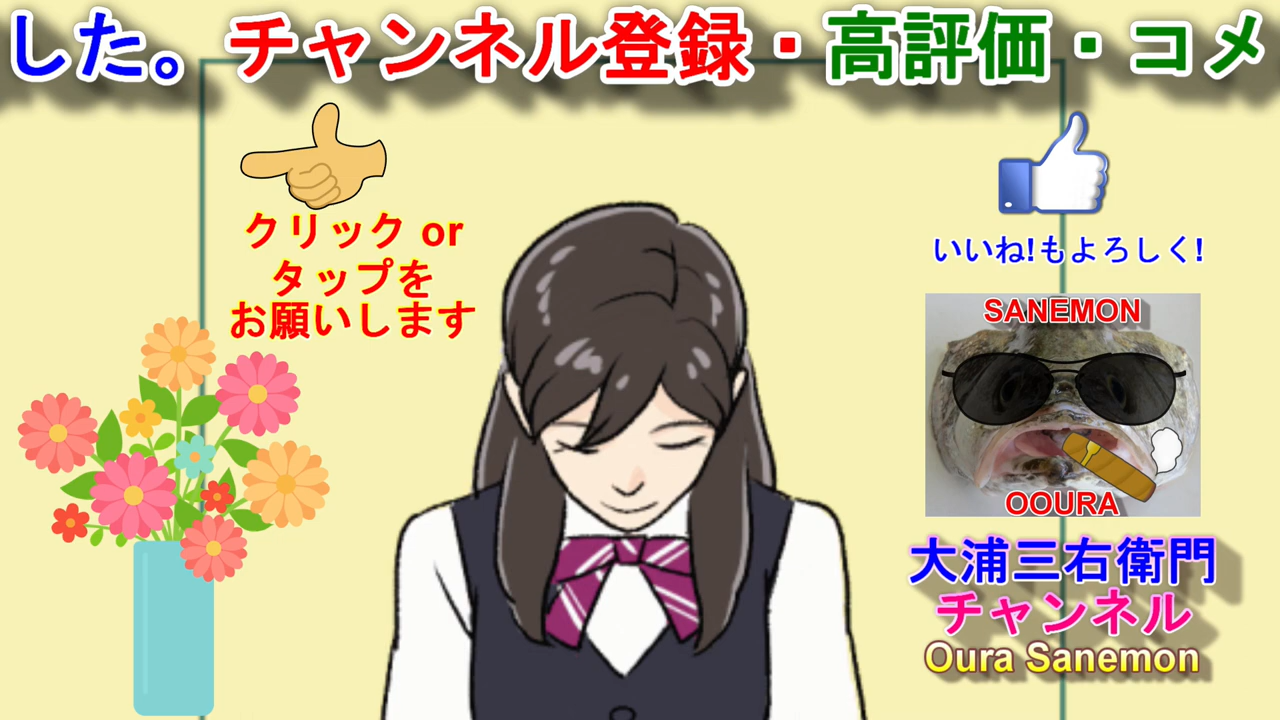 した。チャンネル登録・高評価・コメ
クリック or
タップを
お願いします
いいね!もよろしく!
SANEMON
OOURA
大浦三右衛門
チャンネル
Oura Sanemon